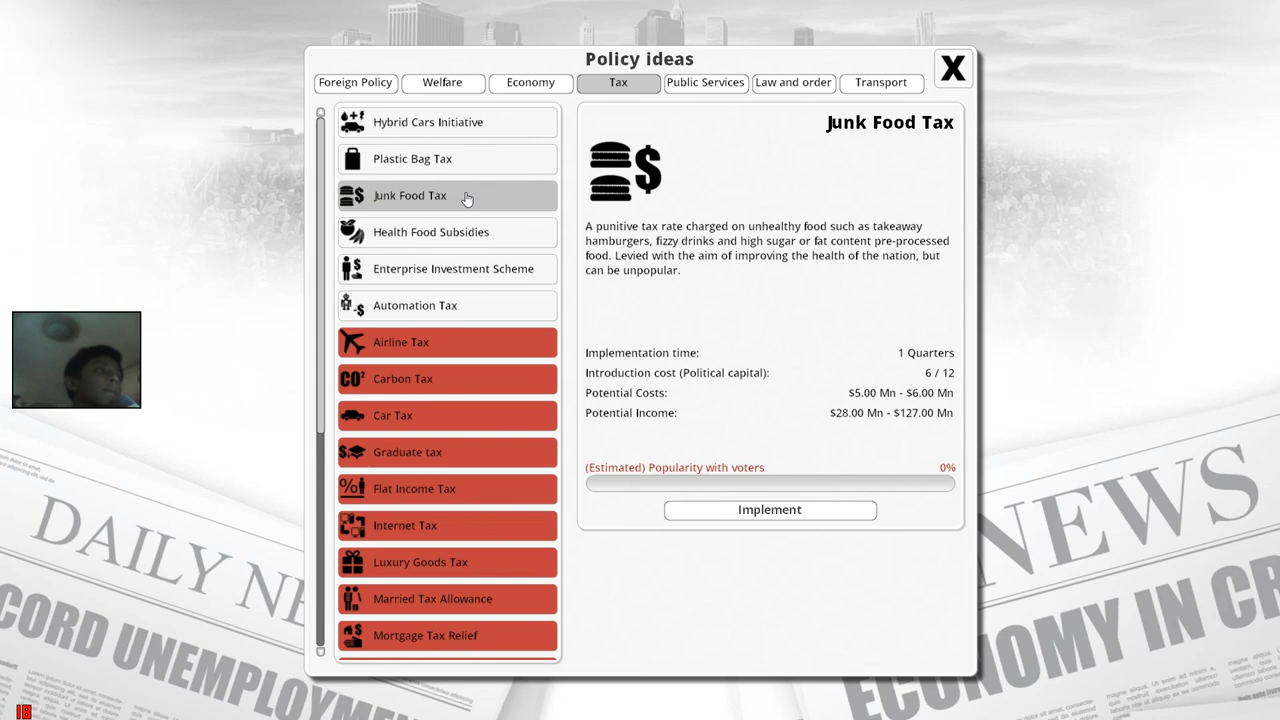 Policy ideas
X
Foreign Policy
Welfare
Economy
Tax
Public Services
Law and order
Transport
Hybrid Cars Initiative
Plastic Bag Tax
Junk Food Tax
Health Food Subsidies
Enterprise Investment Scheme
Automation Tax
Airline Tax
CO² Carbon Tax
Car Tax
Graduate tax
Flat Income Tax
Internet Tax
Luxury Goods Tax
Married Tax Allowance
Mortgage Tax Relief
Junk Food Tax
A punitive tax rate charged on unhealthy food such as takeaway
hamburgers, fizzy drinks and high sugar or fat content pre-processed
food. Levied with the aim of improving the health of the nation, but
can be unpopular.
Implementation time: 1 Quarters
Introduction cost (Political capital): 6 / 12
Potential Costs: $5.00 Mn - $6.00 Mn
Potential Income: $28.00 Mn - $127.00 Mn
(Estimated) Popularity with voters 0%
Implement
DAILY NE
CORD UNEMPLOYM
NEWS
ECONOMY IN CR
18